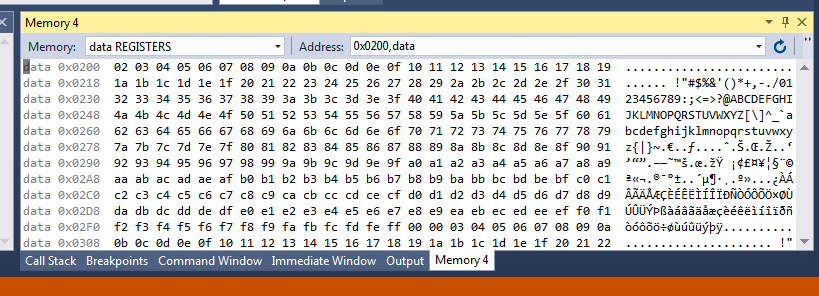 Memory 4
Memory: data REGISTERS Address: 0x0200,data
data 0x0200 02 03 04 05 06 07 08 09 0a 0b 0c 0d 0e 0f 10 11 12 13 14 15 16 17 18 19 ........................
data 0x0218 1a 1b 1c 1d 1e 1f 20 21 22 23 24 25 26 27 28 29 2a 2b 2c 2d 2e 2f 30 31 ...... !"#$%&'()*+,-./01
data 0x0230 32 33 34 35 36 37 38 39 3a 3b 3c 3d 3e 3f 40 41 42 43 44 45 46 47 48 49 23456789:;<=>?@ABCDEFGHI
data 0x0248 4a 4b 4c 4d 4e 4f 50 51 52 53 54 55 56 57 58 59 5a 5b 5c 5d 5e 5f 60 61 JKLMNOPQRSTUVWXYZ[\]^_`a
data 0x0260 62 63 64 65 66 67 68 69 6a 6b 6c 6d 6e 6f 70 71 72 73 74 75 76 77 78 79 bcdefghijklmnopqrstuvwxy
data 0x0278 7a 7b 7c 7d 7e 7f 80 81 82 83 84 85 86 87 88 89 8a 8b 8c 8d 8e 8f 90 91 z{|}~.€..ƒ....ˆ.Š.Œ.Ž..‘
data 0x0290 92 93 94 95 96 97 98 99 9a 9b 9c 9d 9e 9f a0 a1 a2 a3 a4 a5 a6 a7 a8 a9 ’“”.–—˜™š.œ.žŸ ¡¢£¤¥¦§¨©
data 0x02A8 aa ab ac ad ae af b0 b1 b2 b3 b4 b5 b6 b7 b8 b9 ba bb bc bd be bf c0 c1 ª«¬.®¯°±..´µ¶·¸.º»...¿ÀÁ
data 0x02C0 c2 c3 c4 c5 c6 c7 c8 c9 ca cb cc cd ce cf d0 d1 d2 d3 d4 d5 d6 d7 d8 d9 ÂÃÄÅÆÇÈÉÊËÌÍÎÏÐÑÒÓÔÕÖ×ØÙ
data 0x02D8 da db dc dd de df e0 e1 e2 e3 e4 e5 e6 e7 e8 e9 ea eb ec ed ee ef f0 f1 ÚÛÜÝÞßàáâãäåæçèéêëìíîïðñ
data 0x02F0 f2 f3 f4 f5 f6 f7 f8 f9 fa fb fc fd fe ff 00 00 03 04 05 06 07 08 09 0a òóôõö÷øùúûüýþÿ..........
data 0x0308 0b 0c 0d 0e 0f 10 11 12 13 14 15 16 17 18 19 1a 1b 1c 1d 1e 1f 20 21 22 ..................... !"
Call Stack Breakpoints Command Window Immediate Window Output Memory 4